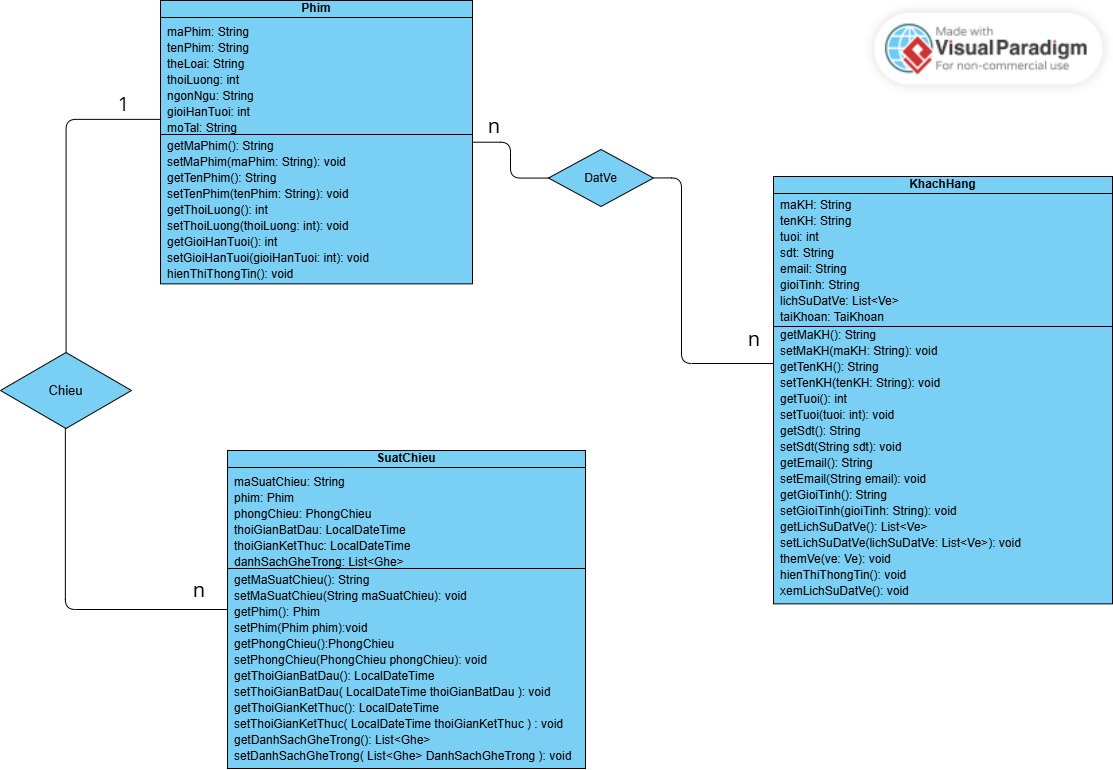 Phim
maPhim: String
tenPhim: String
theLoai: String
thoiLuong: int
ngonNgu: String
gioiHanTuoi: int
moTaI: String
getMaPhim(): String
setMaPhim(maPhim: String): void
getTenPhim(): String
setTenPhim(tenPhim: String): void
getThoiLuong(): int
setThoiLuong(thoiLuong: int): void
getGioiHanTuoi(): int
setGioiHanTuoi(gioiHanTuoi: int): void
hienThiThongTin(): void
Made with
VisualParadigm
For non-commercial use
1
n
DatVe
n
KhachHang
maKH: String
tenKH: String
tuoi: int
sdt: String
email: String
gioiTinh: String
lichSuDatVe: List<Ve>
taiKhoan: TaiKhoan
getMaKH(): String
setMaKH(maKH: String): void
getTenKH(): String
setTenKH(tenKH: String): void
getTuoi(): int
setTuoi(tuoi: int): void
getSdt(): String
setSdt(String sdt): void
getEmail(): String
setEmail(String email): void
getGioiTinh(): String
setGioiTinh(gioiTinh: String): void
getLichSuDatVe(): List<Ve>
setLichSuDatVe(lichSuDatVe: List<Ve>): void
themVe(ve: Ve): void
hienThiThongTin(): void
xemLichSuDatVe(): void
Chieu
n
SuatChieu
maSuatChieu: String
phim: Phim
phongChieu: PhongChieu
thoiGianBatDau: LocalDateTime
thoiGianKetThuc: LocalDateTime
danhSachGheTrong: List<Ghe>
getMaSuatChieu(): String
setMaSuatChieu(String maSuatChieu): void
getPhim(): Phim
setPhim(Phim phim):void
getPhongChieu():PhongChieu
setPhongChieu(PhongChieu phongChieu): void
getThoiGianBatDau(): LocalDateTime
setThoiGianBatDau( LocalDateTime thoiGianBatDau ): void
getThoiGianKetThuc(): LocalDateTime
setThoiGianKetThuc( LocalDateTime thoiGianKetThuc ) : void
getDanhSachGheTrong(): List<Ghe>
setDanhSachGheTrong( List<Ghe> DanhSachGheTrong ): void